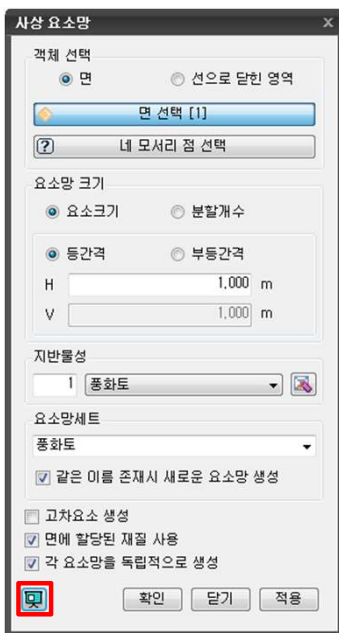 사상 요소망 x
객체 선택
면 선으로 닫힌 영역
면 선택 [1]
? 네 모서리 점 선택
요소망 크기
요소크기 분할개수
등간격 부등간격
H 1,000 m
V 1,000 m
지반물성
1 풍화토
요소망세트
풍화토
같은 이름 존재시 새로운 요소망 생성
고차요소 생성
면에 할당된 재질 사용
각 요소망을 독립적으로 생성
확인 닫기 적용